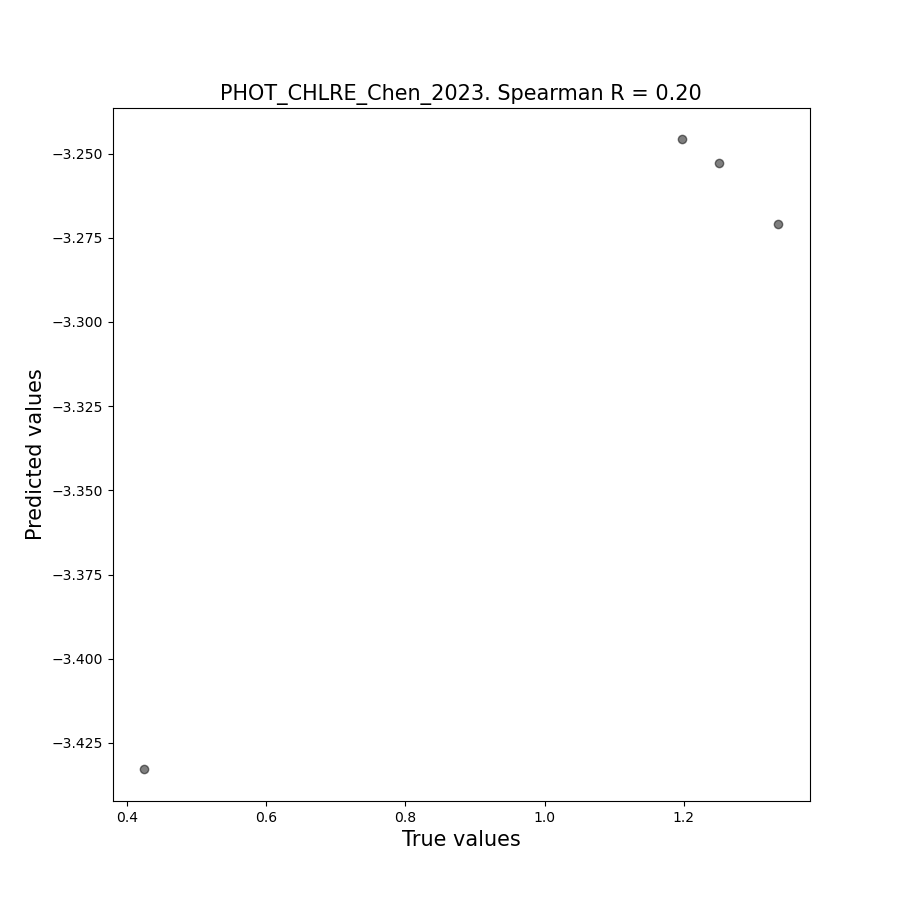 PHOT_CHLRE_Chen_2023. Spearman R = 0.20
−3.250
−3.275
−3.300
−3.325
−3.350
−3.375
−3.400
−3.425
Predicted values
0.4 0.6 0.8 1.0 1.2
True values